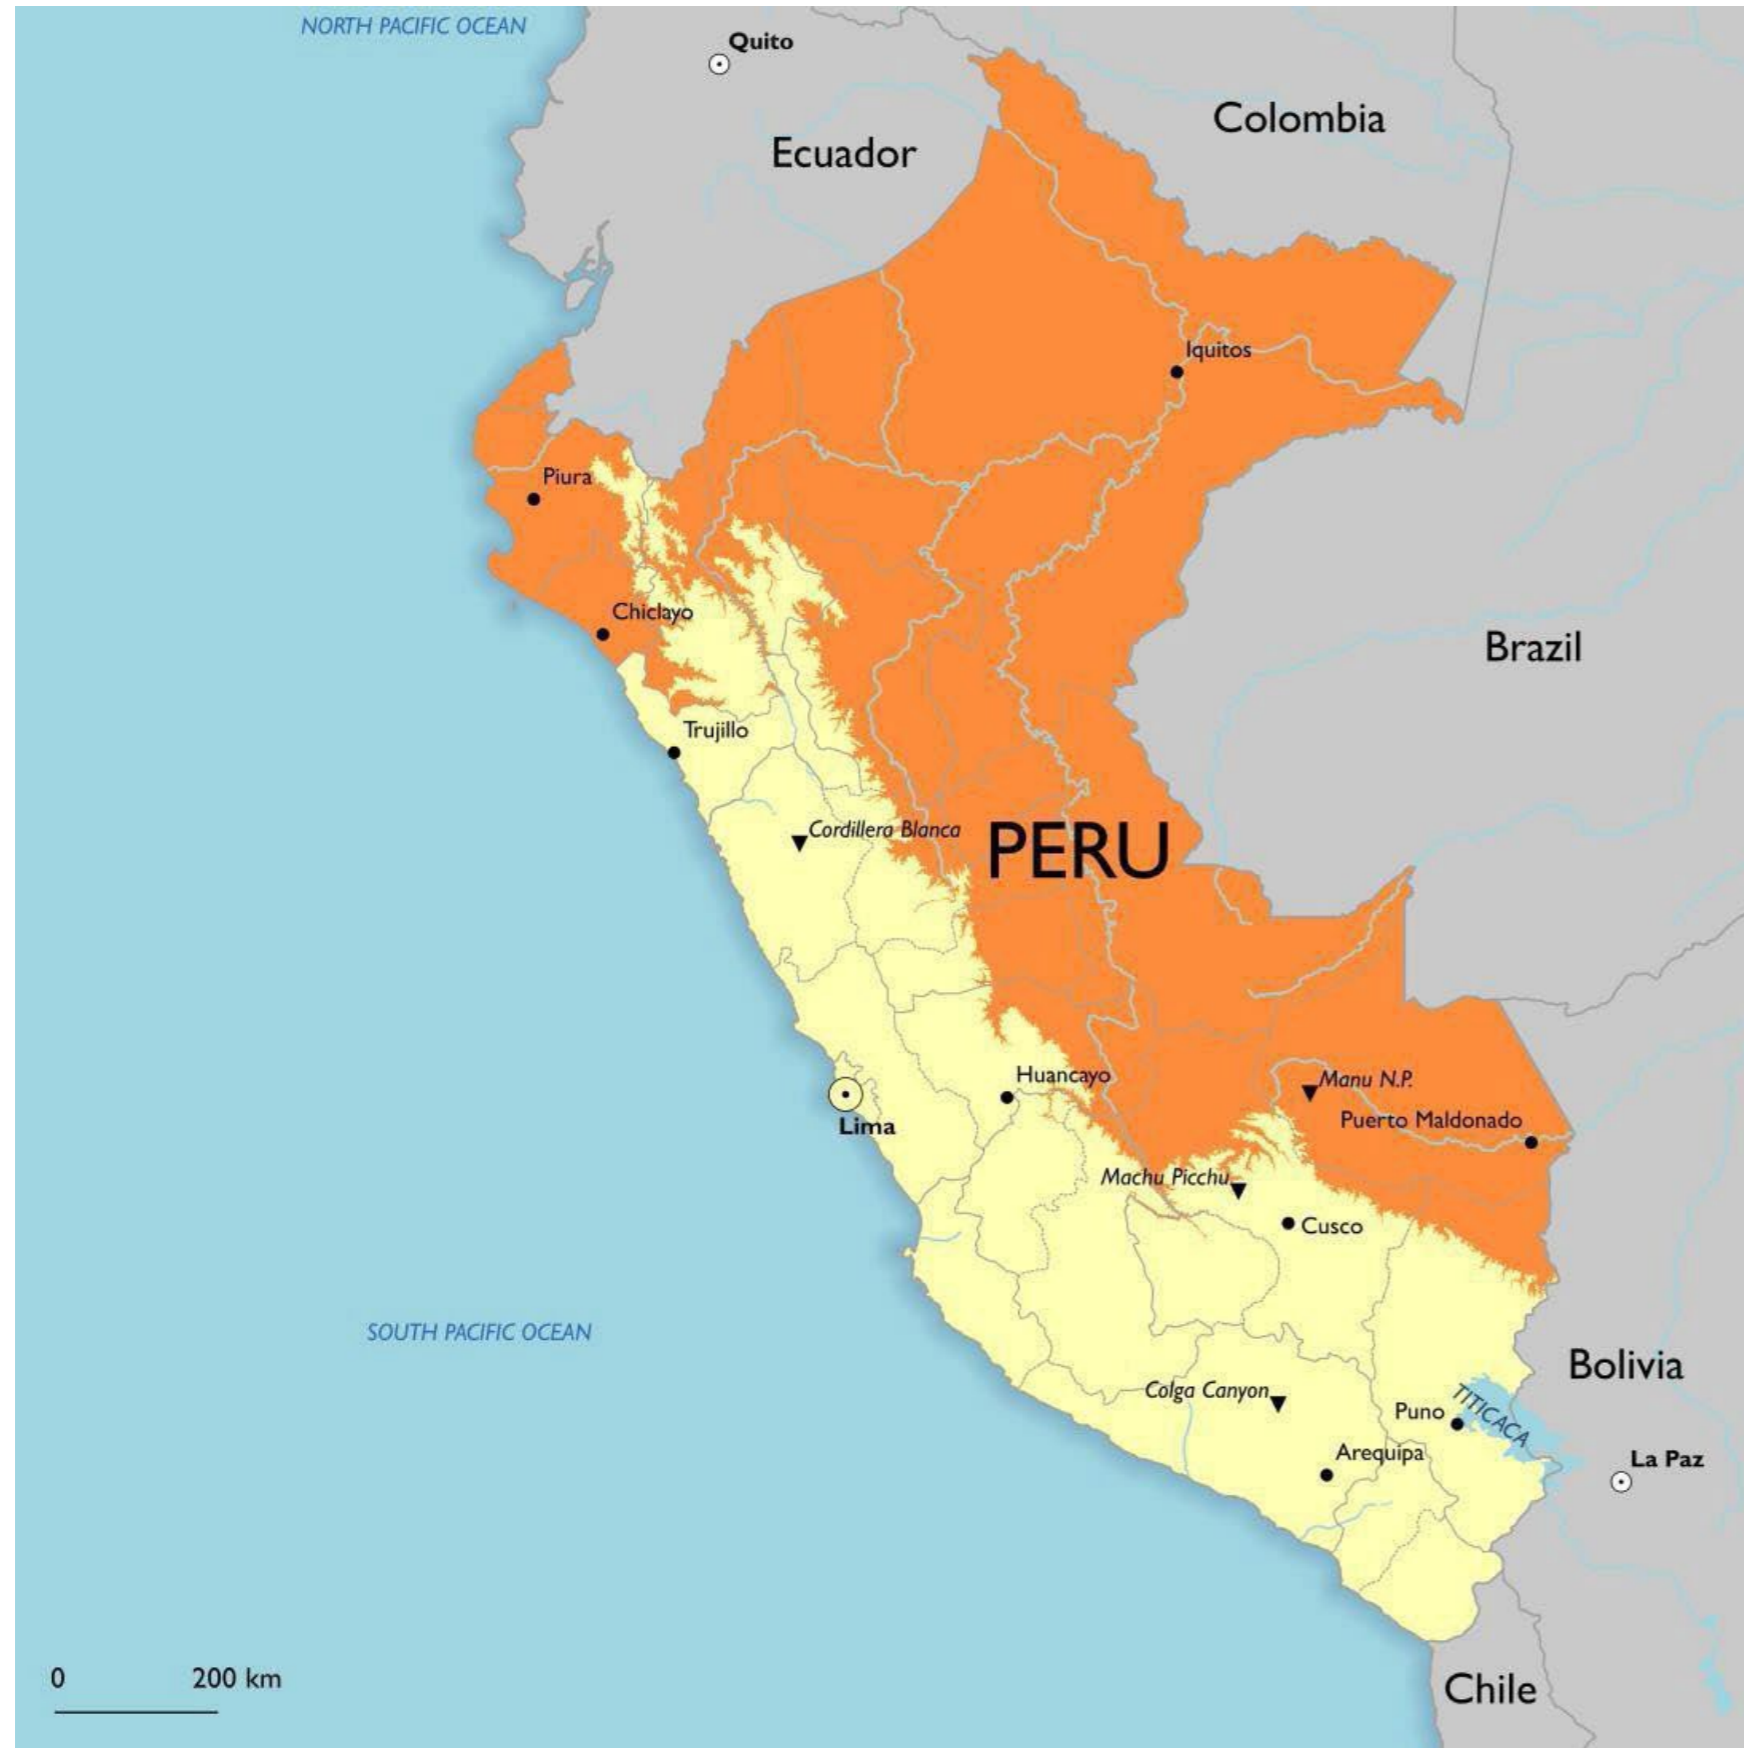 NORTH PACIFIC OCEAN
Quito
Colombia
Ecuador
Iquitos
Piura
Chiclayo
Brazil
Trujillo
Cordillera Blanca
PERU
Huancayo
Manu N.P.
Puerto Maldonado
Lima
Machu Picchu
Cusco
SOUTH PACIFIC OCEAN
Bolivia
Colga Canyon
TITICACA
Puno
Arequipa
La Paz
0 200 km
Chile